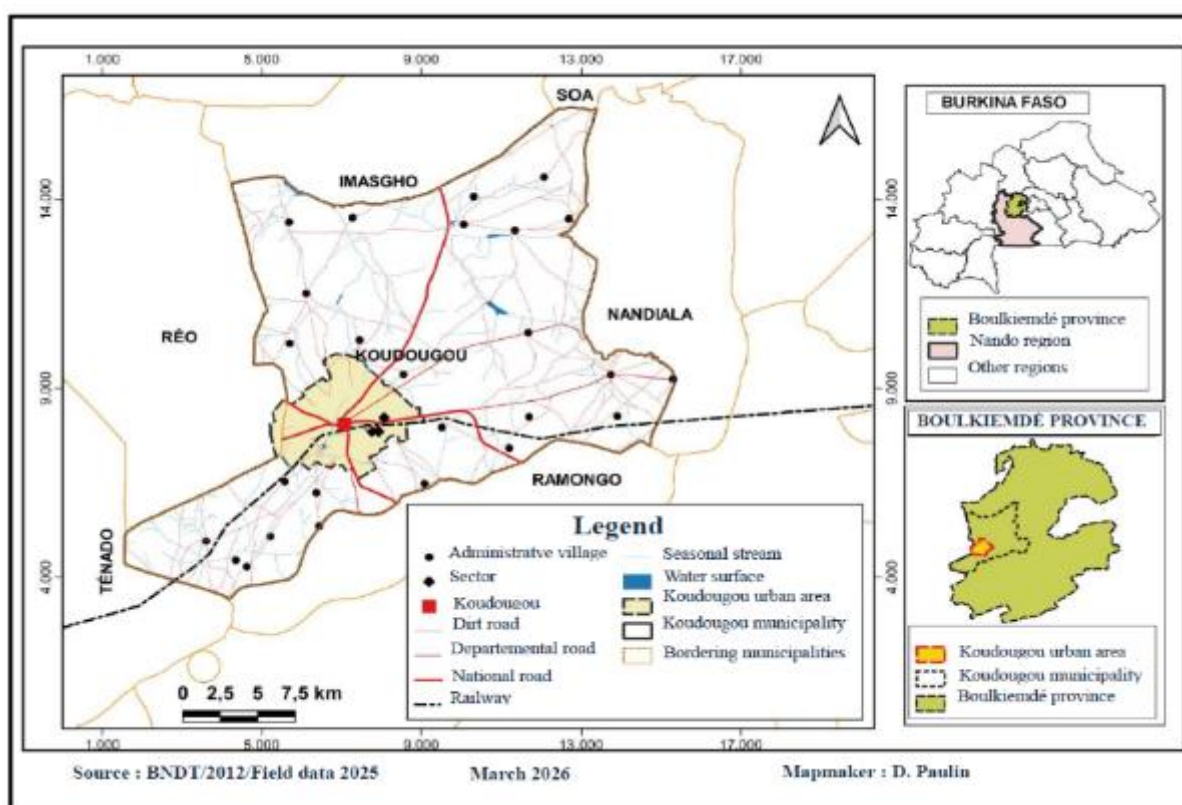 1.000 5.000 9.000 13.000 17.000
SOA
BURKINA FASO
IMASGHO
14.000 14.000
NANDIALA
RÉO
KOUDOUGOU
Boulkiemdé province
Nando region
Other regions
9.000 9.000
BOULKIEMDÉ PROVINCE
RAMONGO
TÉNADO
4.000 4.000
Legend
Administratve village
Sector
Koudougou
Dirt road
Departemental road
National road
Railway
Seasonal stream
Water surface
Koudougou urban area
Koudougou municipality
Bordering municipalities
0 2,5 5 7,5 km
Koudougou urban area
Koudougou municipality
Boulkiemdé province
1.000 5.000 9.000 13.000 17.000
Source : BNDT/2012/Field data 2025 March 2026 Mapmaker : D. Paulin